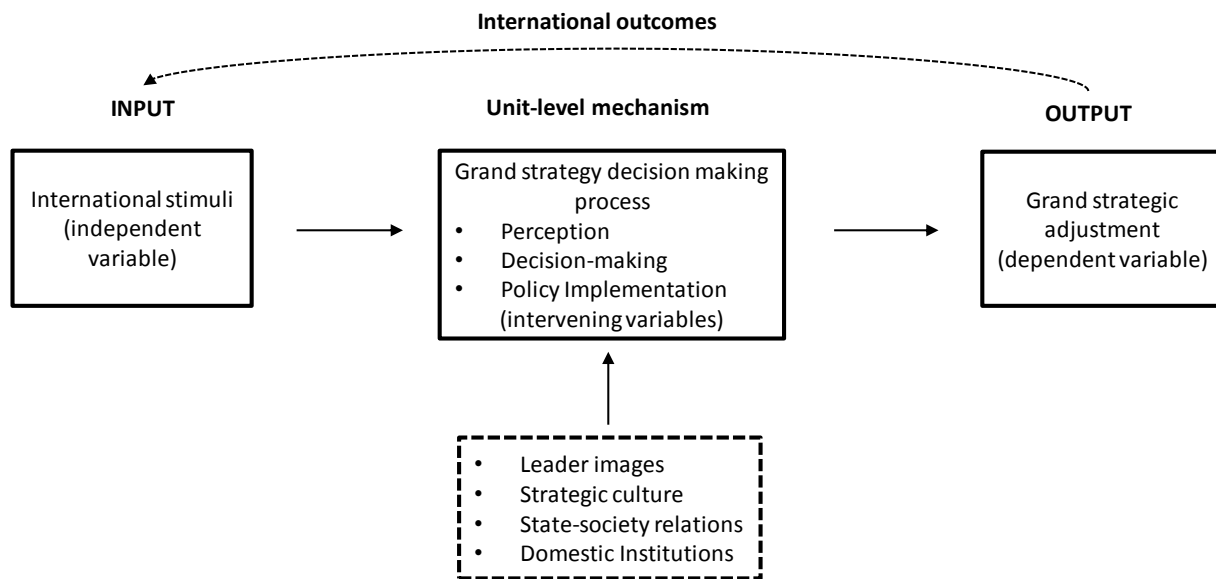 International outcomes
INPUT
Unit-level mechanism
OUTPUT
International stimuli
(independent
variable)
Grand strategy decision making
process
• Perception
• Decision-making
• Policy Implementation
(intervening variables)
Grand strategic
adjustment
(dependent variable)
• Leader images
• Strategic culture
• State-society relations
• Domestic Institutions